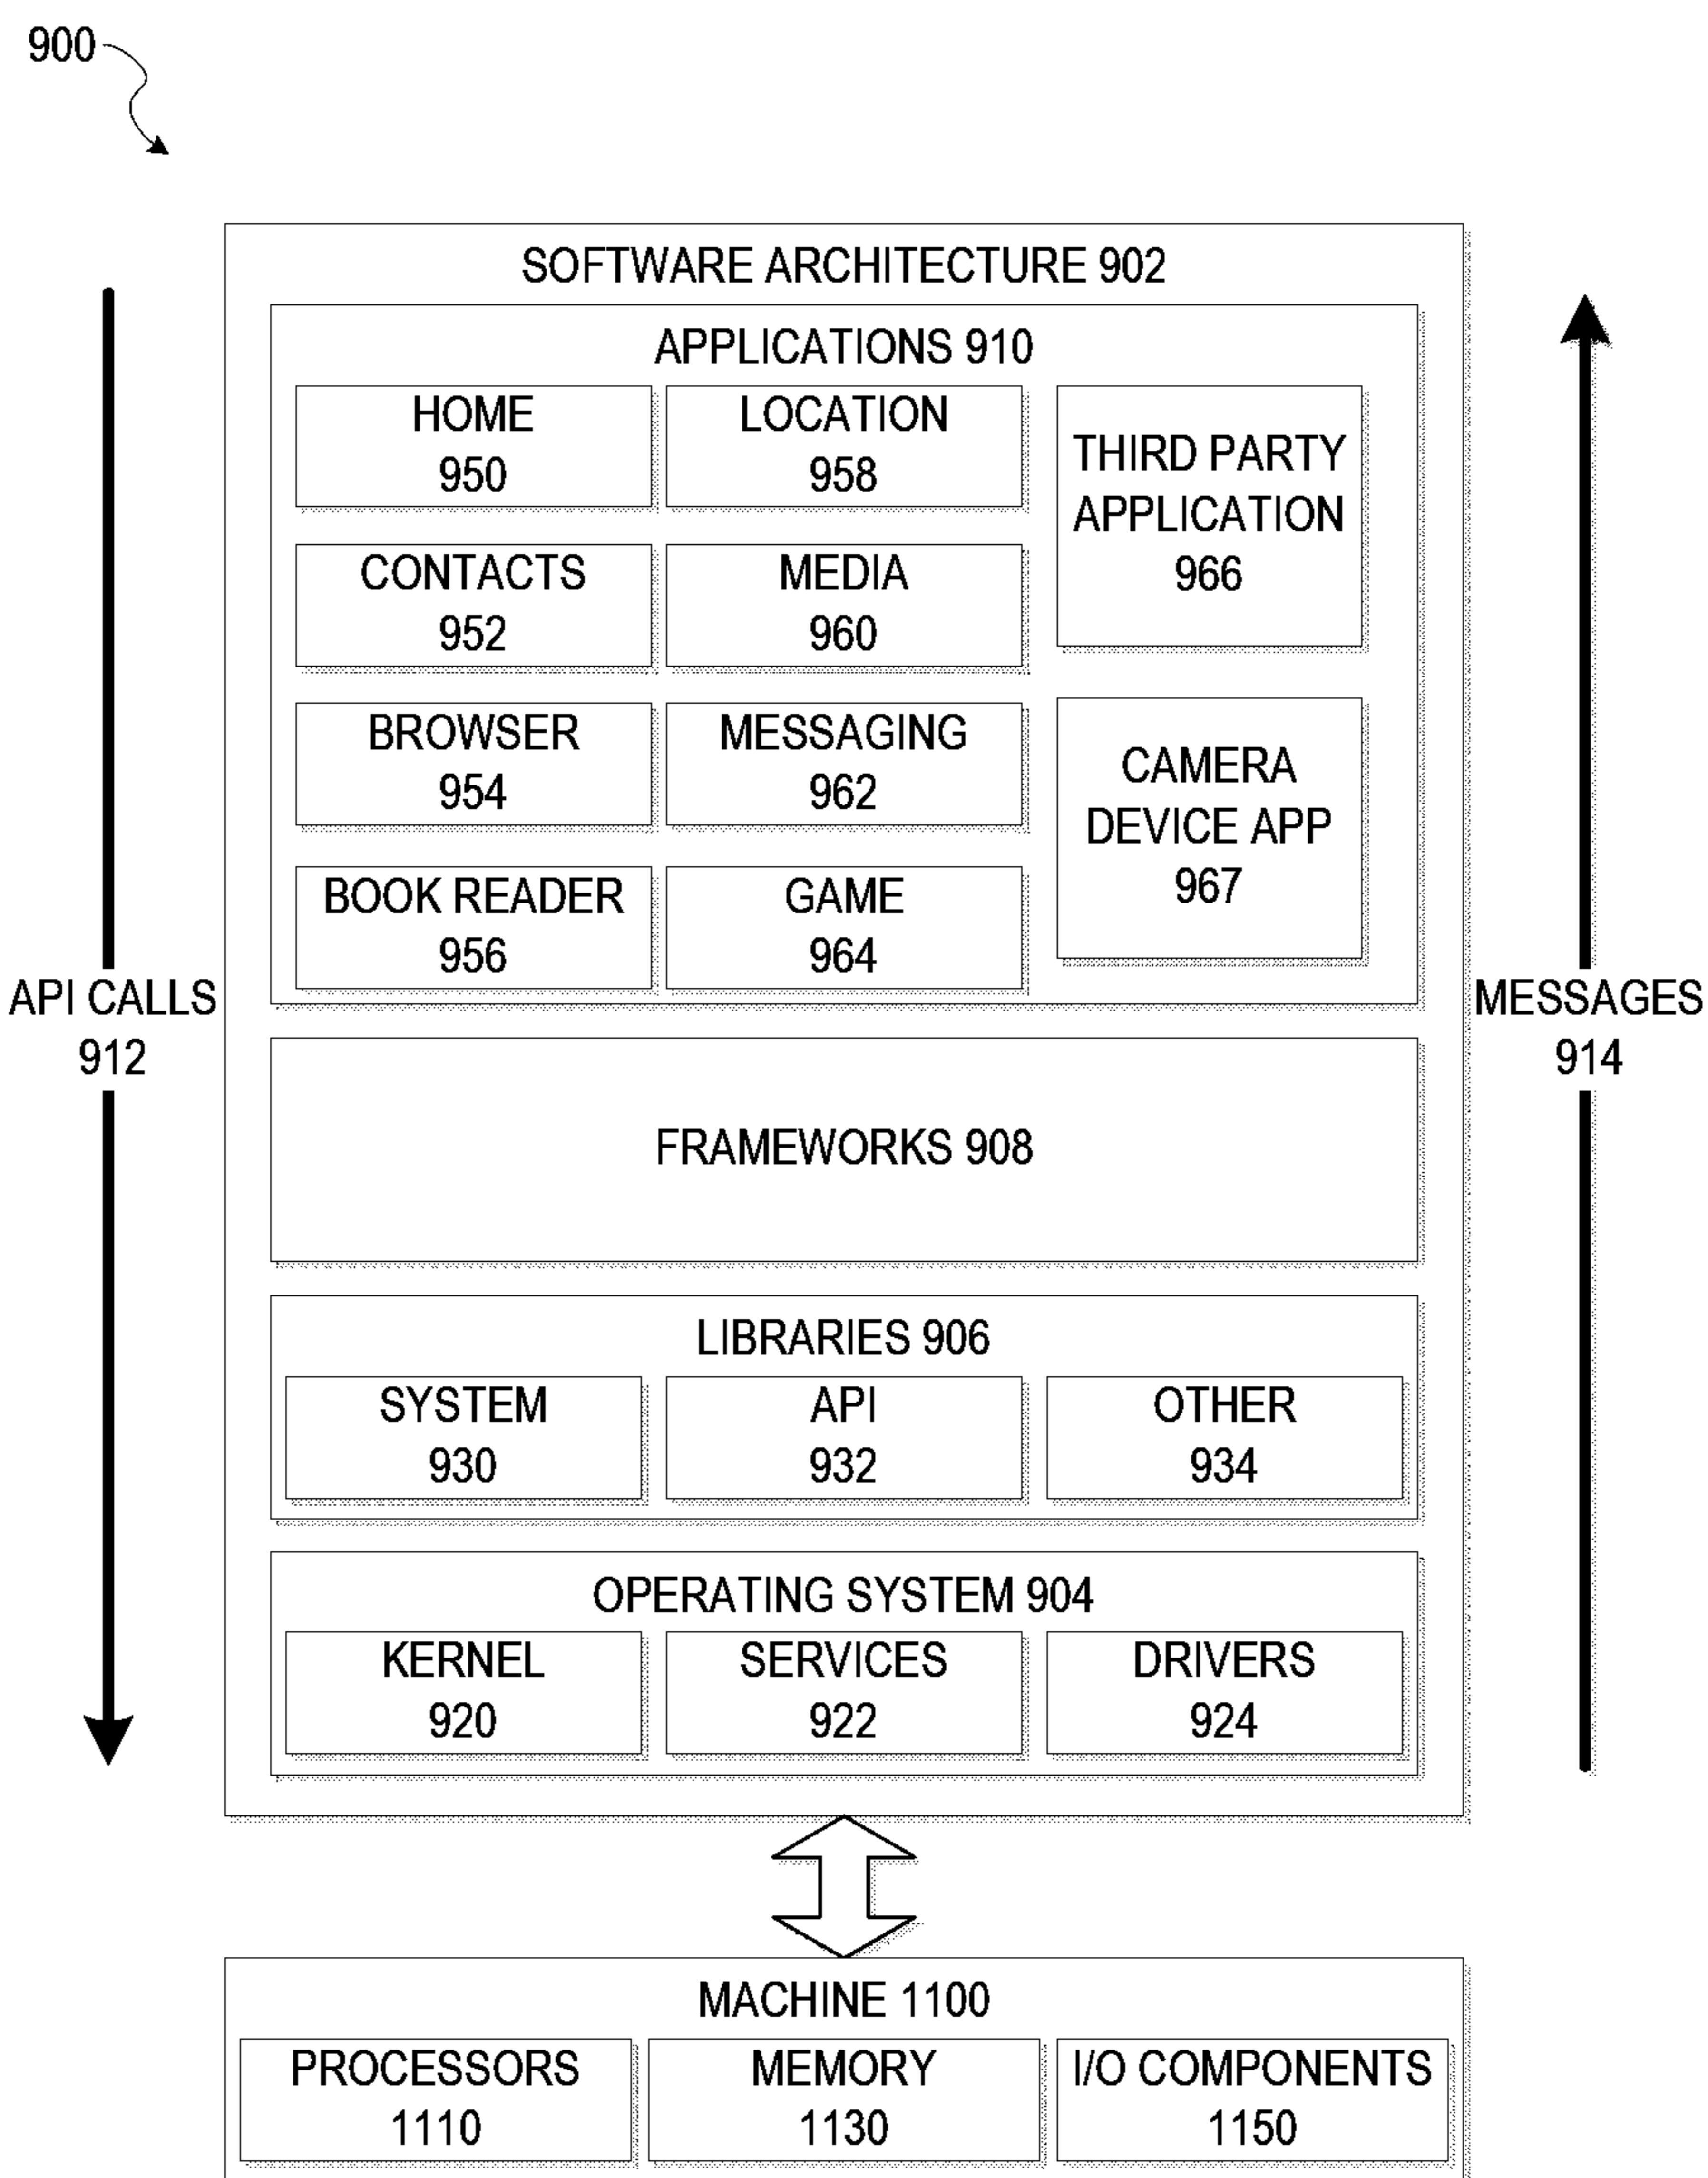 900
SOFTWARE ARCHITECTURE 902
APPLICATIONS 910
HOME
950
LOCATION
958
THIRD PARTY
APPLICATION
966
CONTACTS
952
MEDIA
960
BROWSER
954
MESSAGING
962
CAMERA
DEVICE APP
967
BOOK READER
956
GAME
964
API CALLS
912
MESSAGES
914
FRAMEWORKS 908
LIBRARIES 906
SYSTEM
930
API
932
OTHER
934
OPERATING SYSTEM 904
KERNEL
920
SERVICES
922
DRIVERS
924
MACHINE 1100
PROCESSORS
1110
MEMORY
1130
I/O COMPONENTS
1150